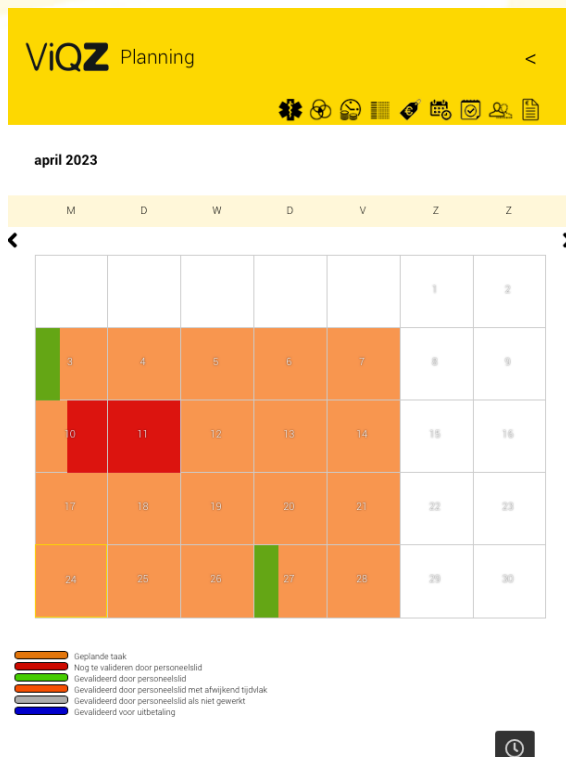 ViQZ Planning <
april 2023
M D W D V Z Z
1 2
3 4 5 6 7 8 9
10 11 12 13 14 15 16
17 18 19 20 21 22 23
24 25 26 27 28 29 30
Geplande taak
Nog te valideren door personeelslid
Gevalideerd door personeelslid
Gevalideerd door personeelslid met afwijkend tijdvlak
Gevalideerd door personeelslid als niet gewerkt
Gevalideerd voor uitbetaling